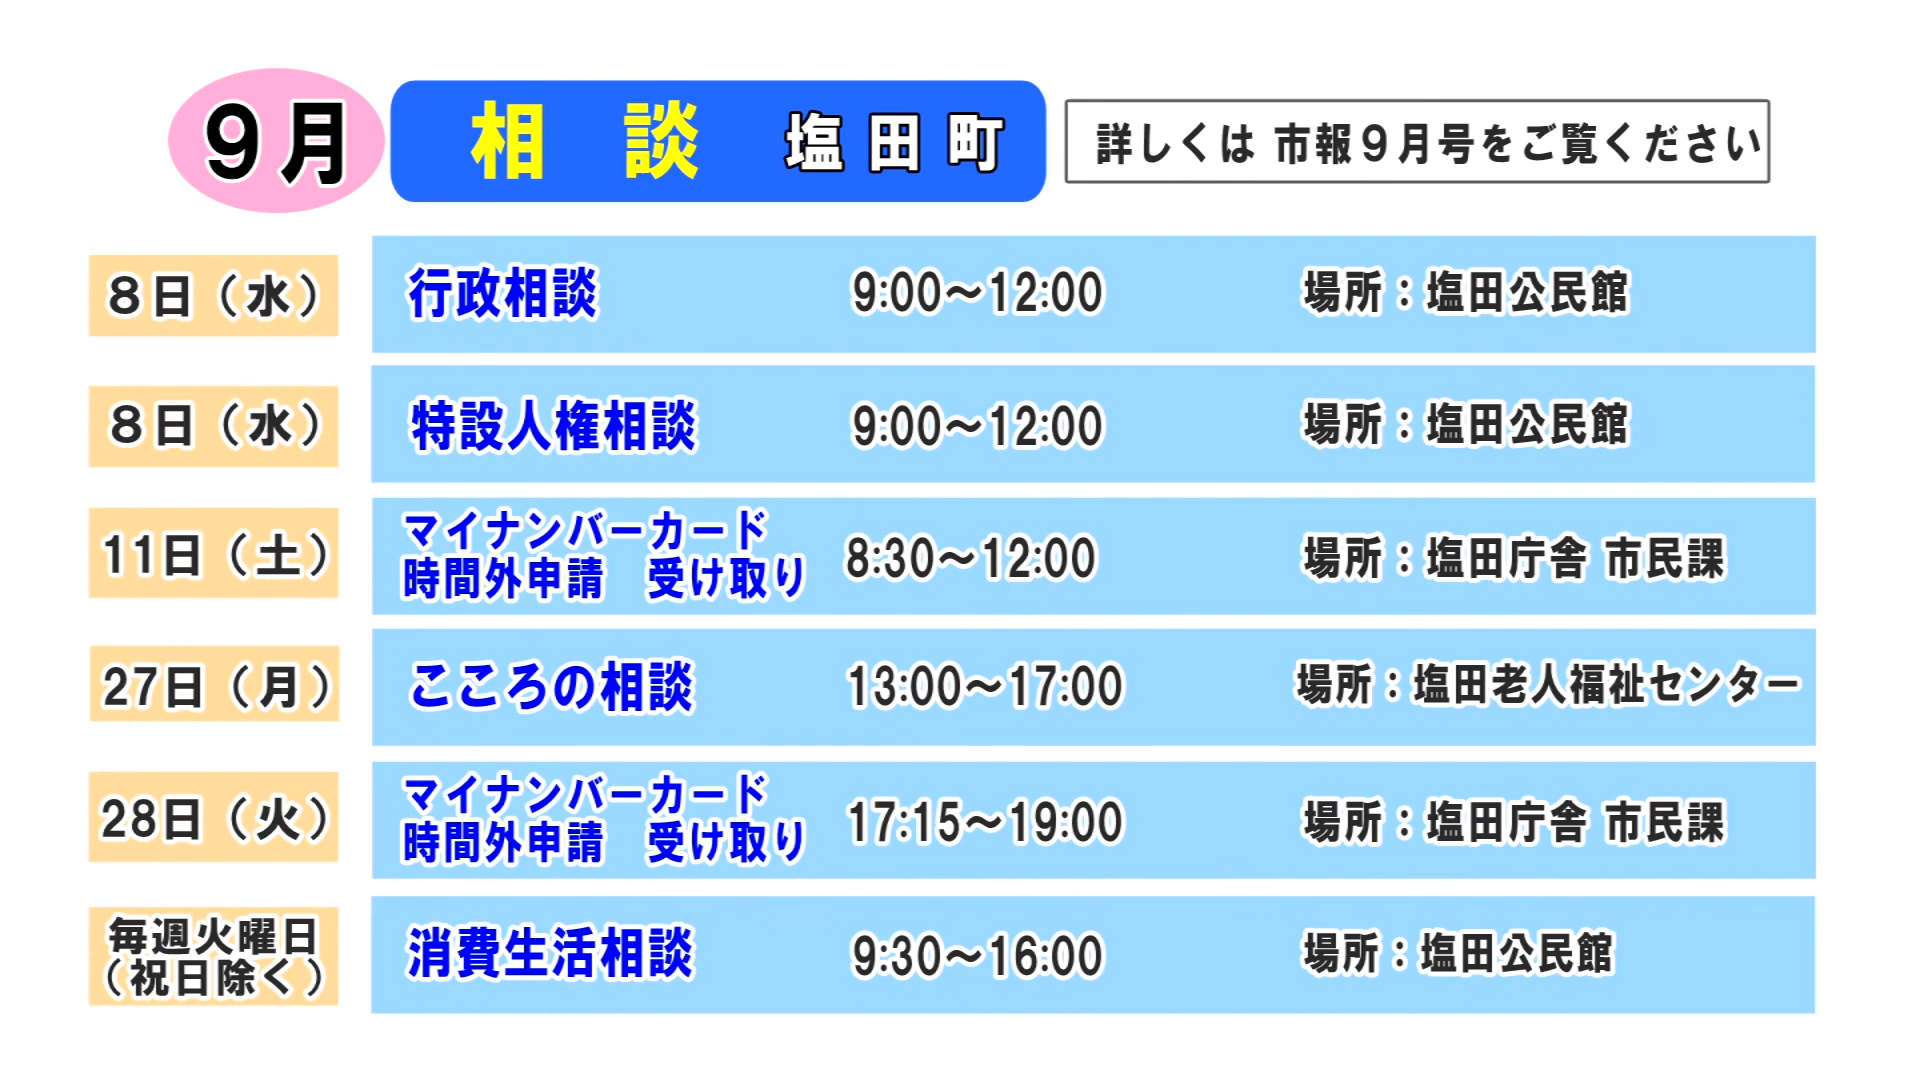 ９月
相　談　塩 田 町
詳しくは 市報９月号をご覧ください
８日（水）
行政相談
9:00～12:00
場所：塩田公民館
８日（水）
特設人権相談
9:00～12:00
場所：塩田公民館
11日（土）
マイナンバーカード
時間外申請　受け取り
8:30～12:00
場所：塩田庁舎 市民課
27日（月）
こころの相談
13:00～17:00
場所：塩田老人福祉センター
28日（火）
マイナンバーカード
時間外申請　受け取り
17:15～19:00
場所：塩田庁舎 市民課
毎週火曜日
（祝日除く）
消費生活相談
9:30～16:00
場所：塩田公民館